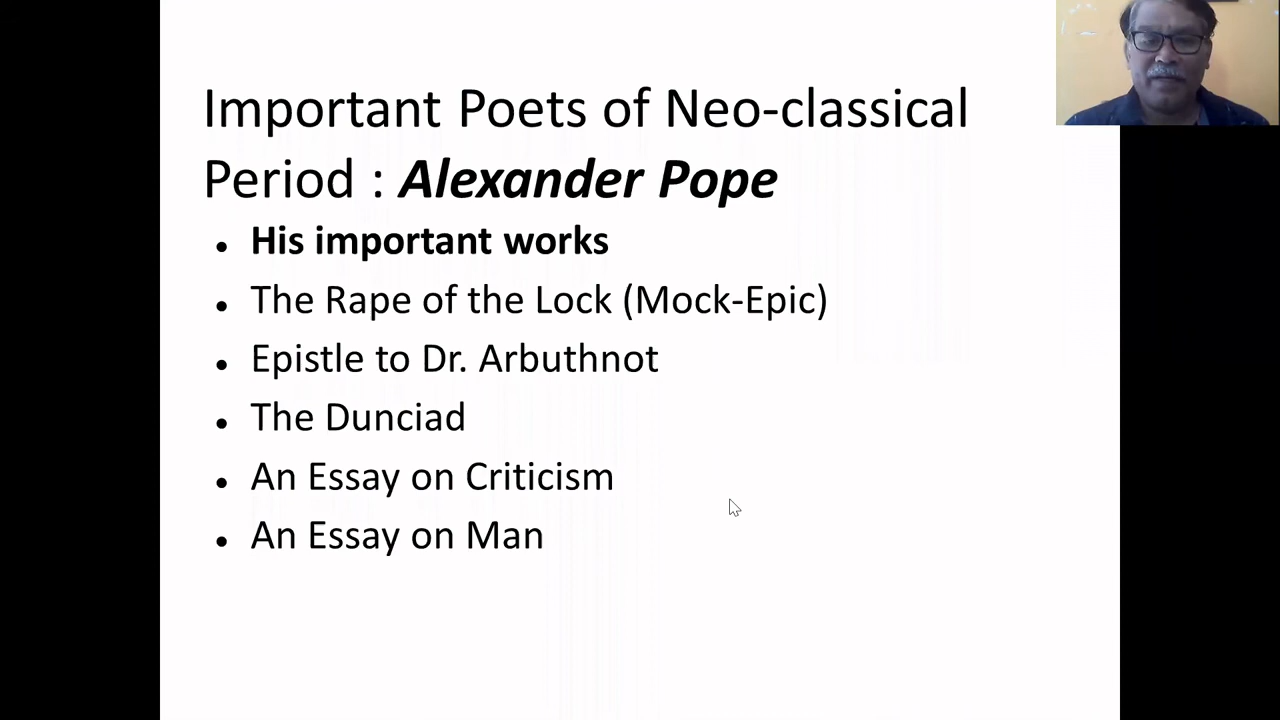 Important Poets of Neo-classical
Period : Alexander Pope
His important works
The Rape of the Lock (Mock-Epic)
Epistle to Dr. Arbuthnot
The Dunciad
An Essay on Criticism
An Essay on Man